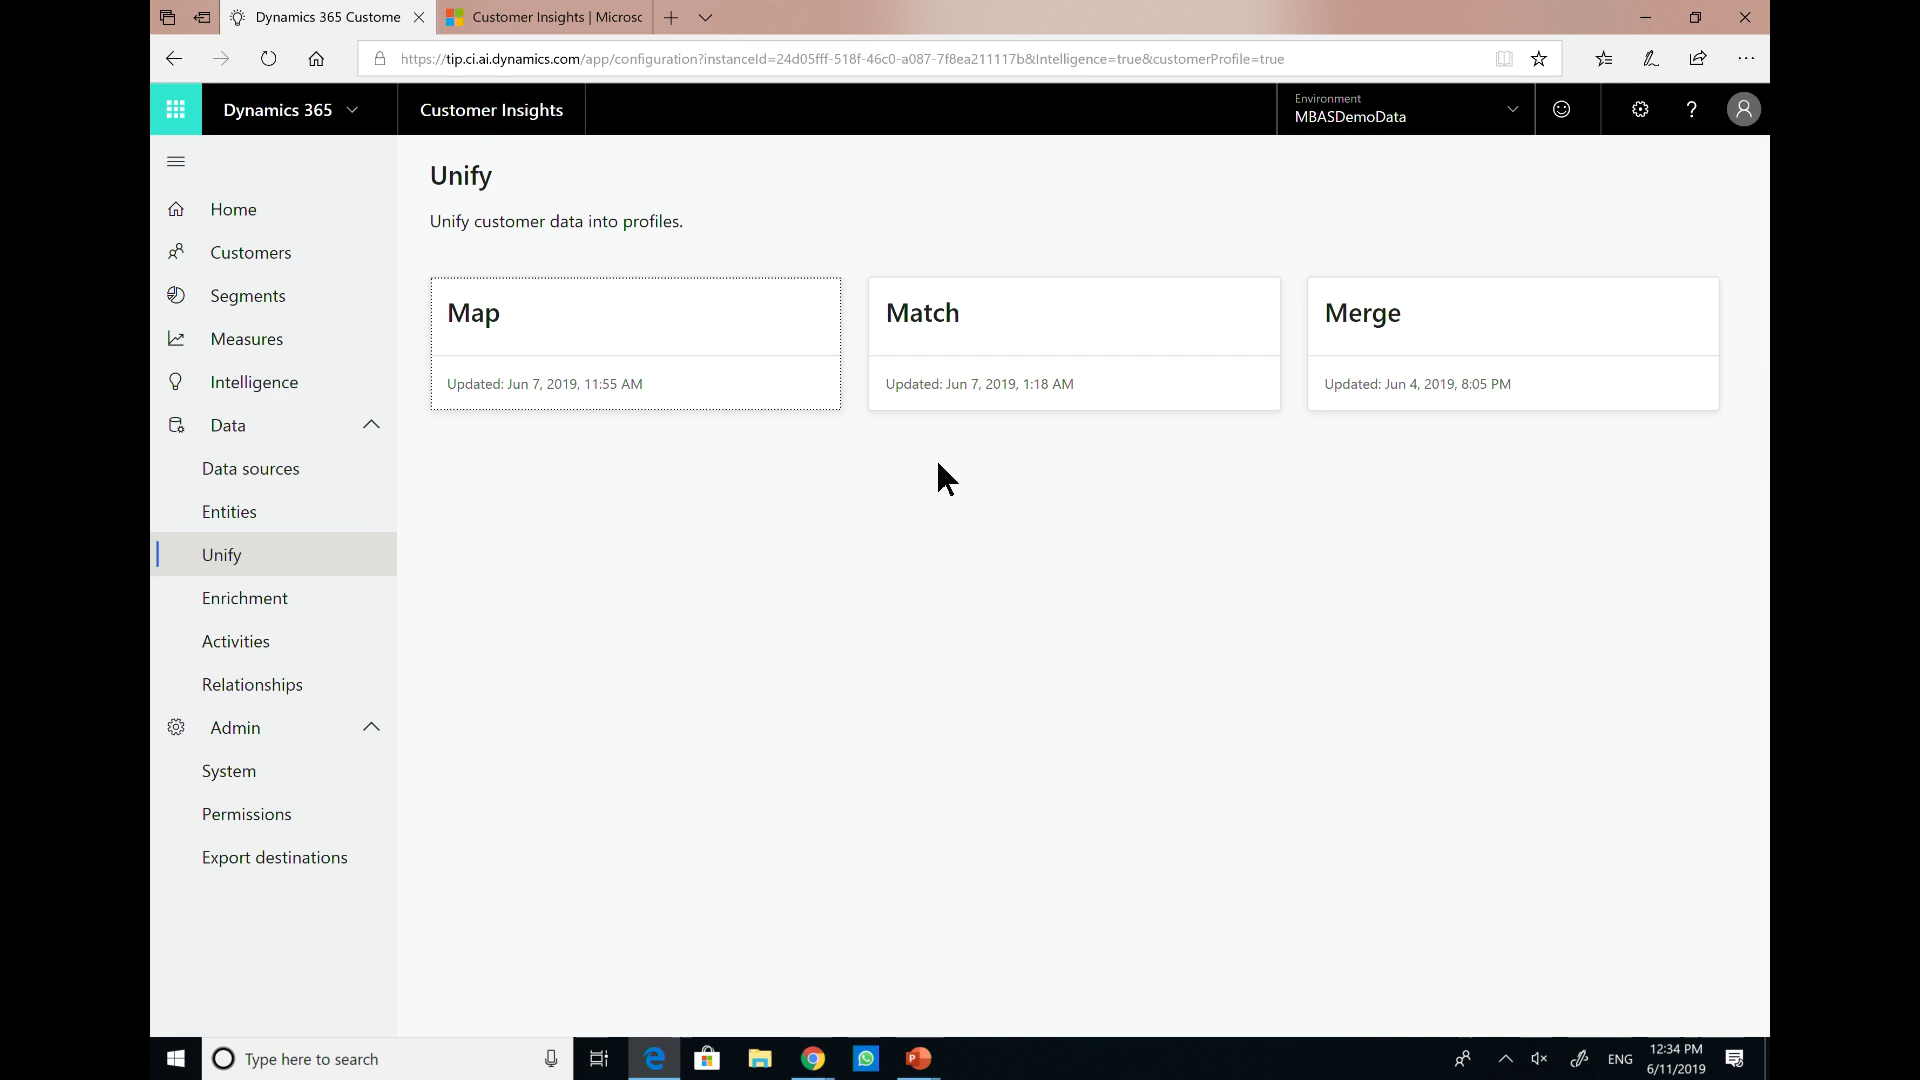 Dynamics 365 Custome
Customer Insights | Microsc
https://tip.ci.ai.dynamics.com/app/configuration?instanceId=24d05fff-518f-46c0-a087-7f8ea211117b&Intelligence=true&customerProfile=true
Dynamics 365
Customer Insights
Environment
MBASDemoData
?
Unify
Unify customer data into profiles.
Home
Customers
Segments
Measures
Intelligence
Data
Data sources
Entities
Unify
Enrichment
Activities
Relationships
Admin
System
Permissions
Export destinations
Map
Updated: Jun 7, 2019, 11:55 AM
Match
Updated: Jun 7, 2019, 1:18 AM
Merge
Updated: Jun 4, 2019, 8:05 PM
Type here to search
ENG
12:34 PM
6/11/2019